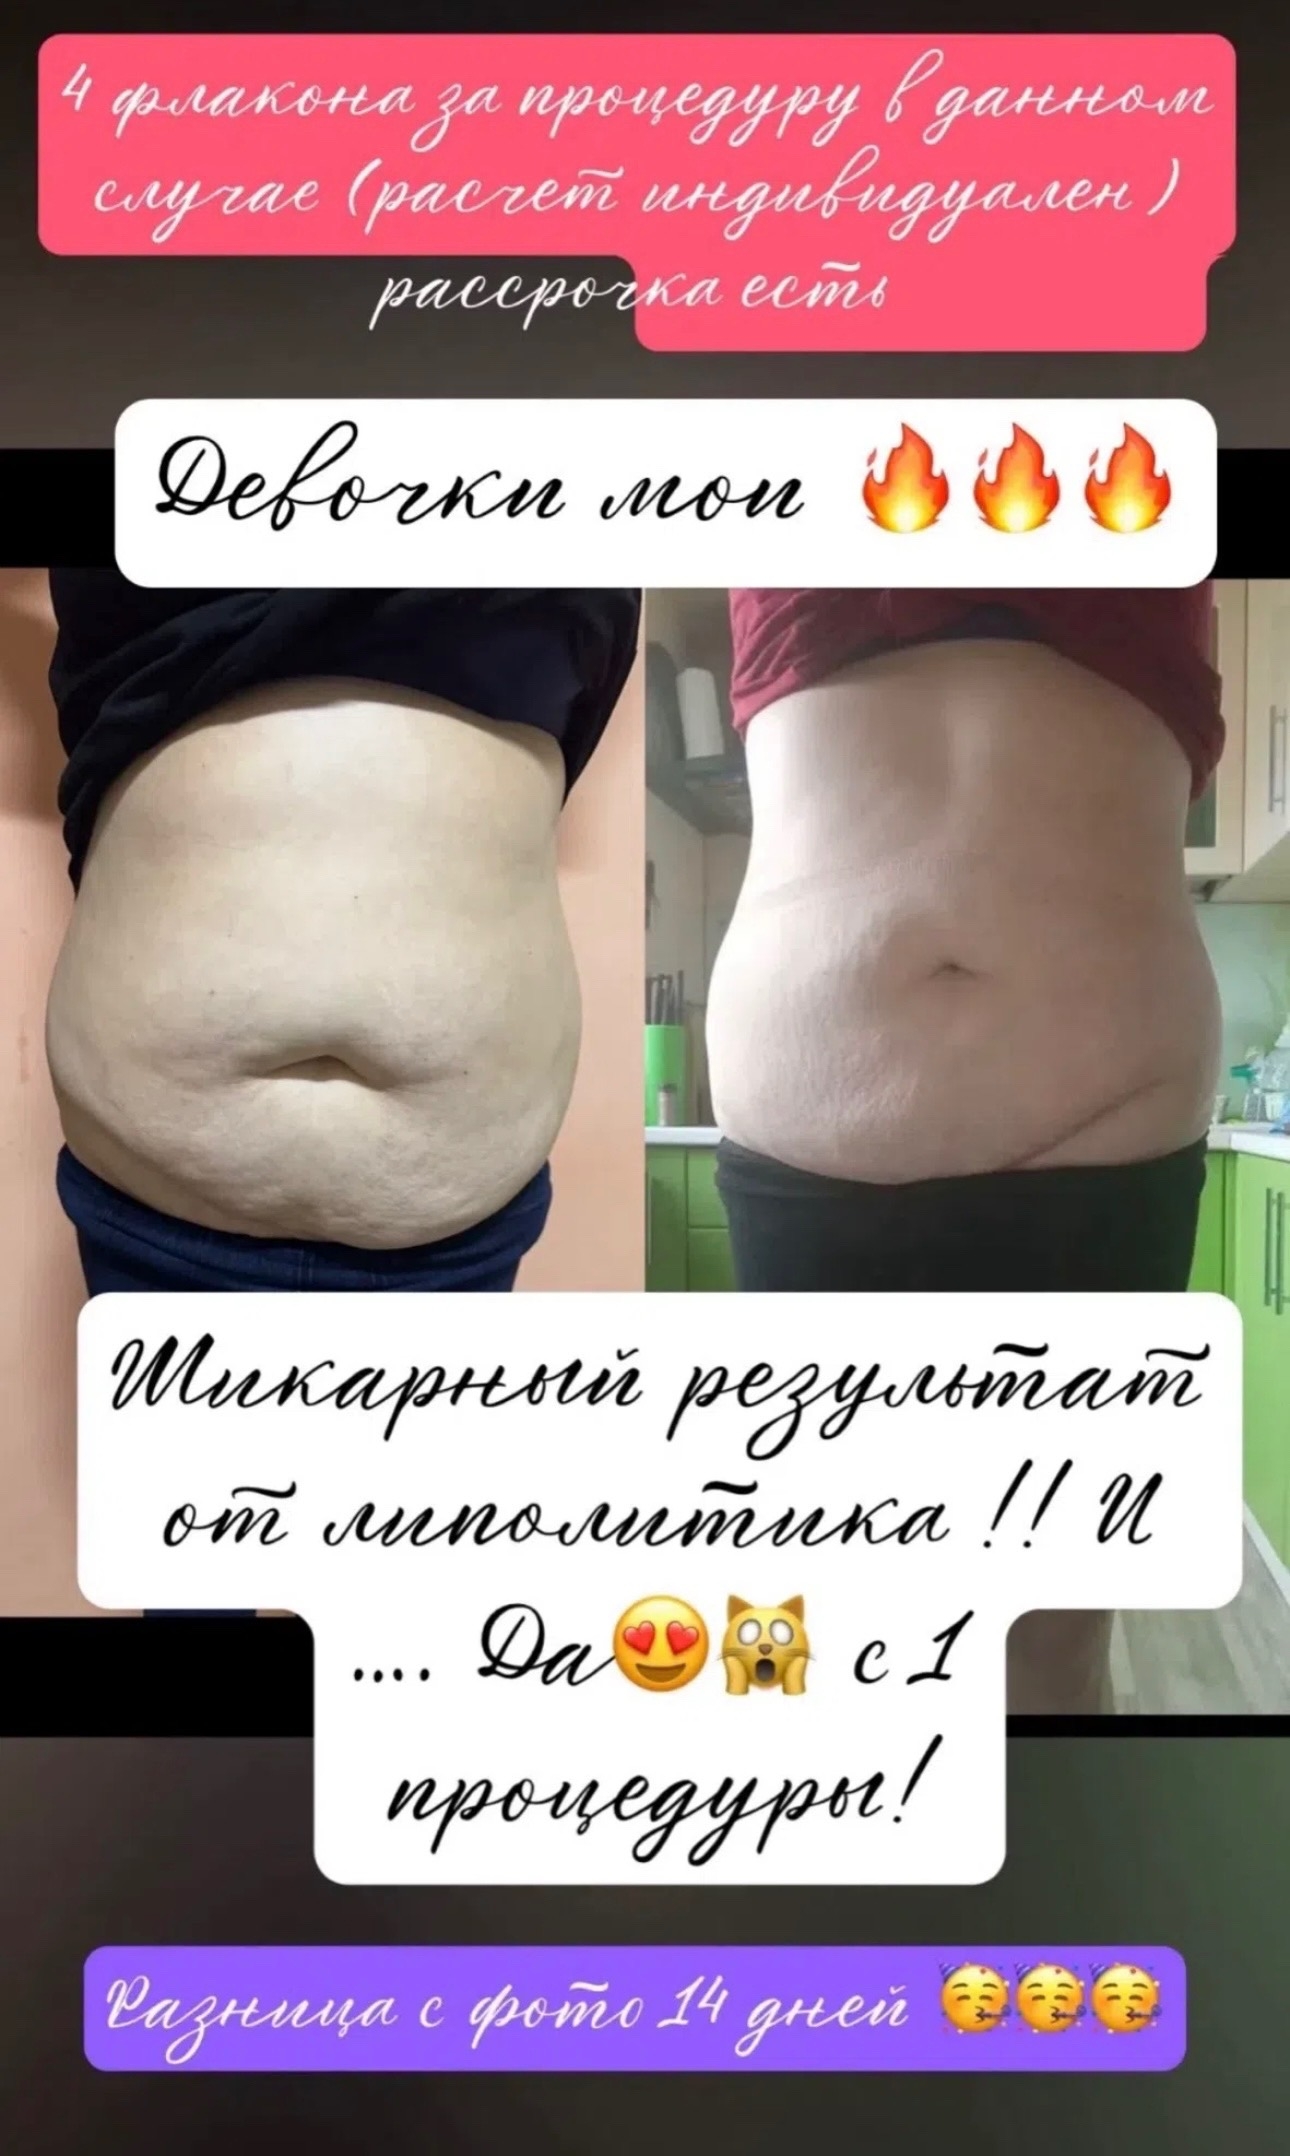 4 флакона за процедуру в данном
случае (расчет индивидуален)
рассрочка есть
Девочки мои 🔥🔥🔥
Шикарный результат
от липолитика !! И
.... Да😍🙀 с 1
процедуры!
Разница с фото 14 дней 🥳🥳🥳